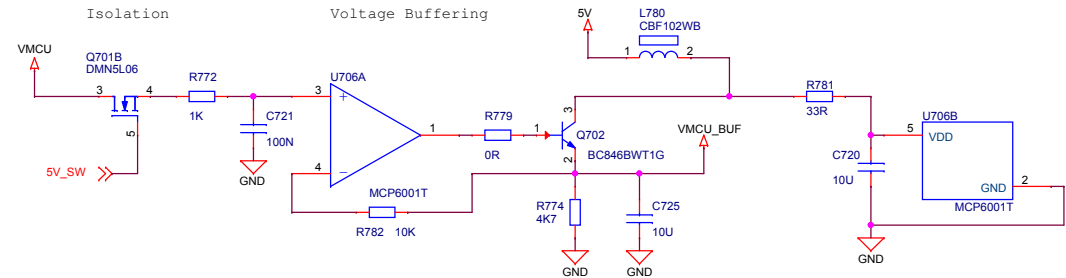 Isolation
Voltage Buffering
VMCU
Q701B
DMN5L06
3
4
5
5V_SW
R772
1K
C721
100N
GND
U706A
3
+
4
−
1
MCP6001T
R782 10K
R779
0R
1
3
Q702
BC846BWT1G
2
5V
L780
CBF102WB
1
2
VMCU_BUF
R774
4K7
GND
C725
10U
GND
R781
33R
C720
10U
GND
U706B
5
VDD
GND
2
MCP6001T